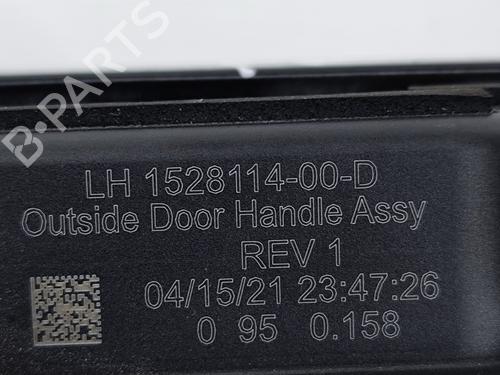 B-PARTS
LH 1528114-00-D
Outside Door Handle Assy
REV 1
04/15/21 23:47:26
0 95 0.158